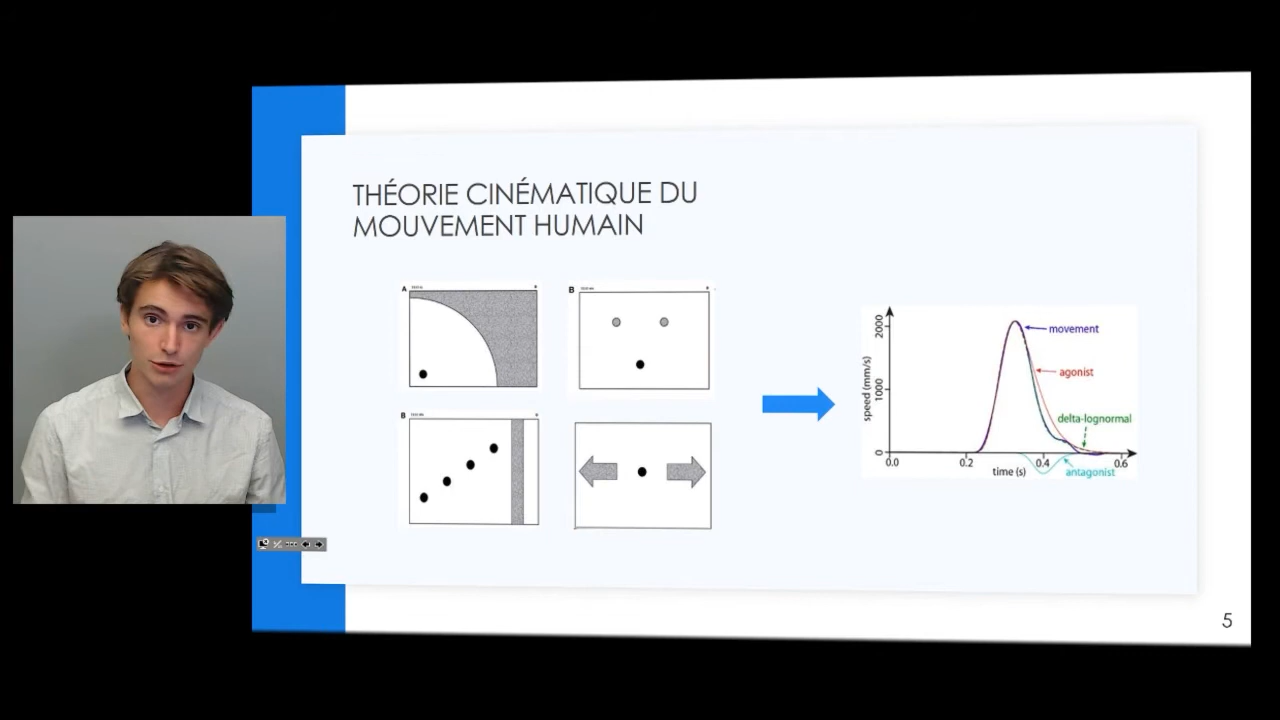 THÉORIE CINÉMATIQUE DU
MOUVEMENT HUMAIN
A
B
B
movement
agonist
delta-lognormal
antagonist
speed (mm/s)
2000
1000
0
0.0
0.2
0.4
0.6
time (s)
5